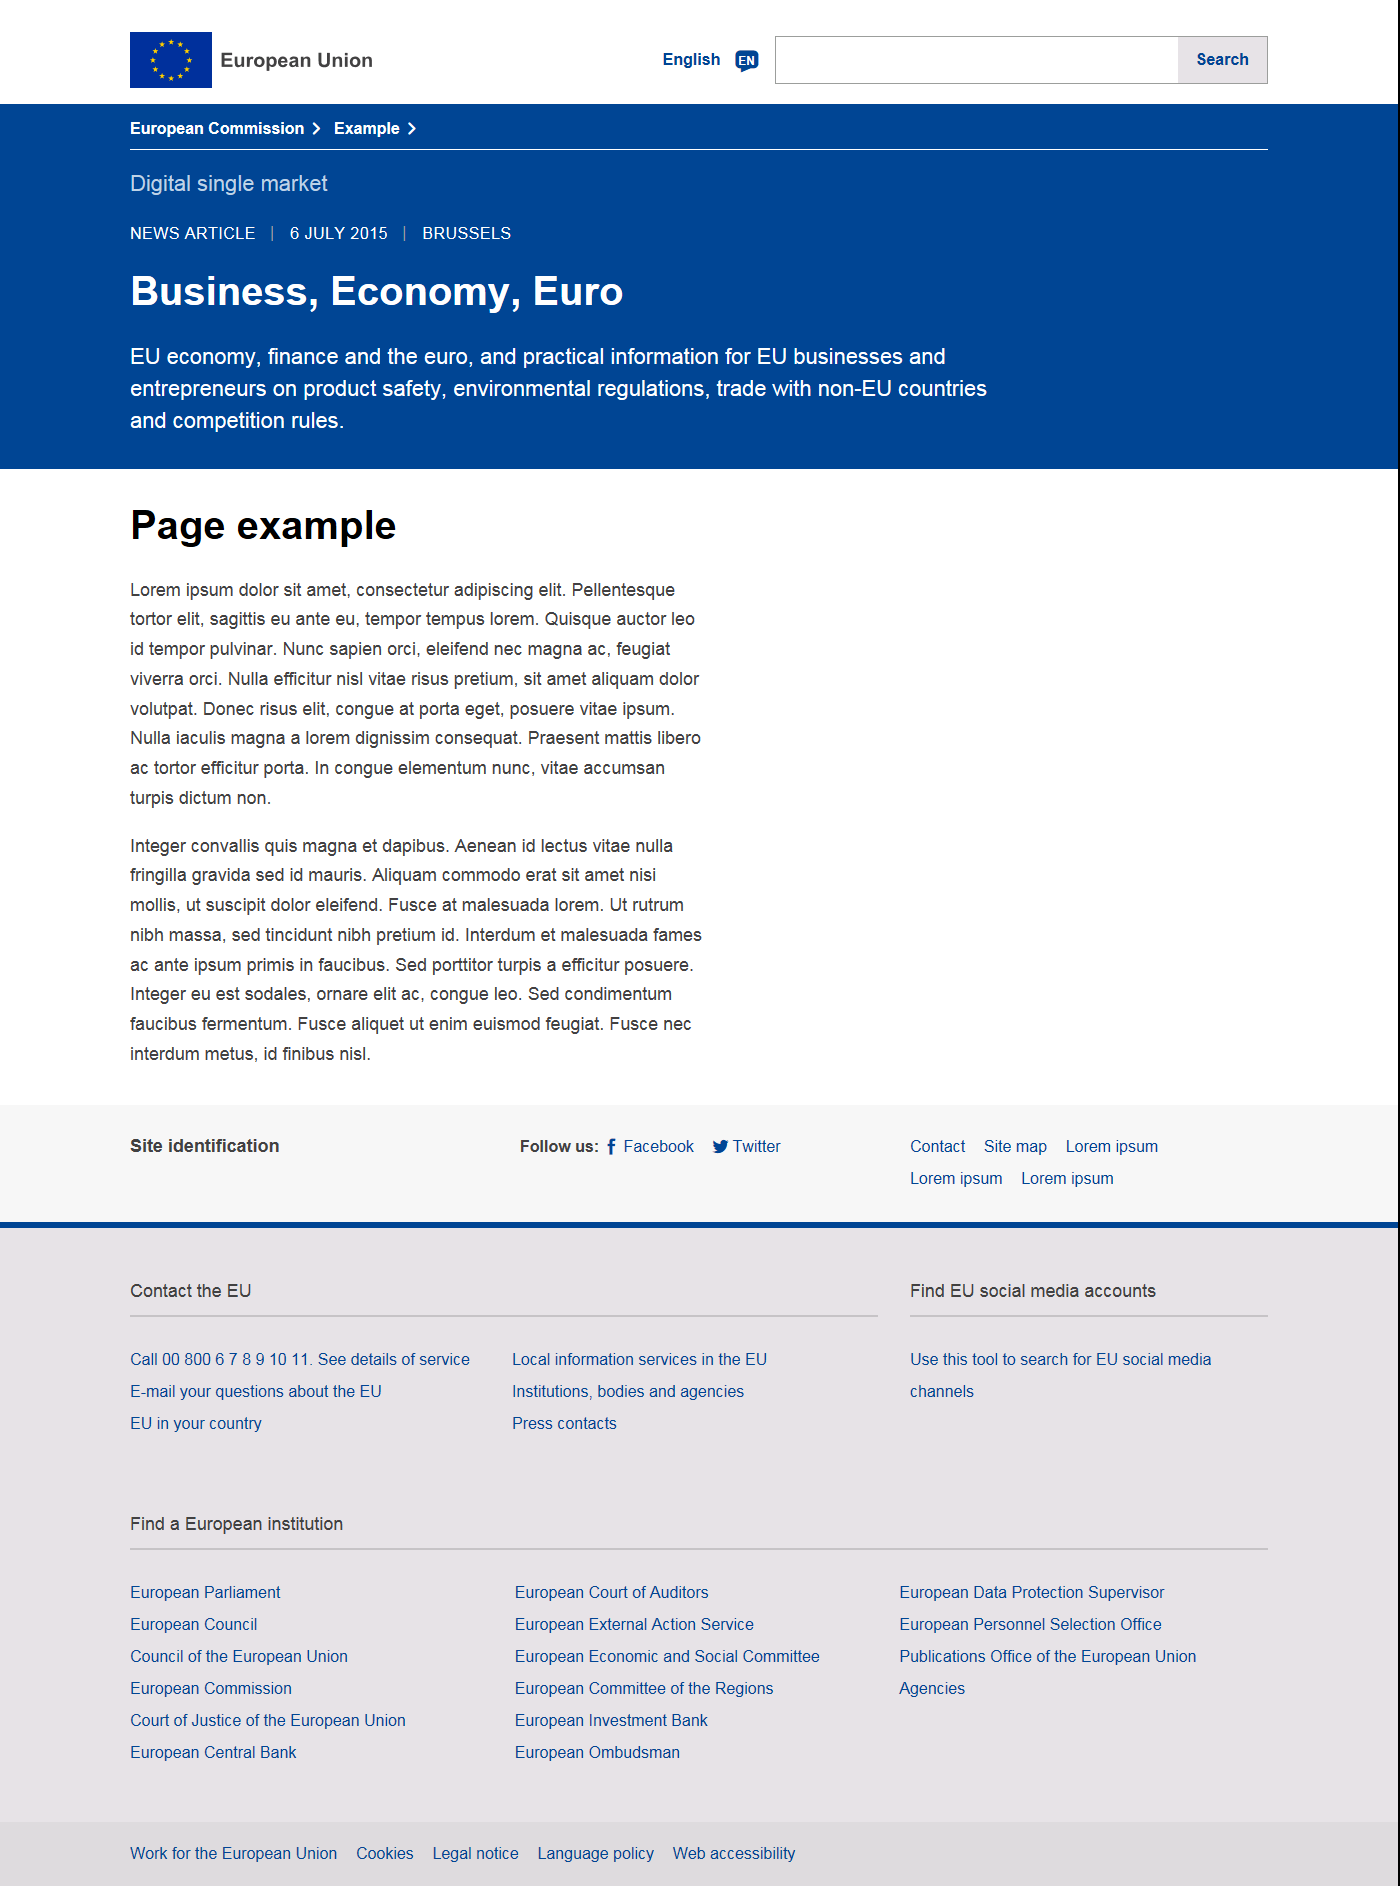 European Union
English EN Search
European Commission Example
Digital single market
NEWS ARTICLE | 6 JULY 2015 | BRUSSELS
Business, Economy, Euro
EU economy, finance and the euro, and practical information for EU businesses and
entrepreneurs on product safety, environmental regulations, trade with non-EU countries
and competition rules.
Page example
Lorem ipsum dolor sit amet, consectetur adipiscing elit. Pellentesque
tortor elit, sagittis eu ante eu, tempor tempus lorem. Quisque auctor leo
id tempor pulvinar. Nunc sapien orci, eleifend nec magna ac, feugiat
viverra orci. Nulla efficitur nisl vitae risus pretium, sit amet aliquam dolor
volutpat. Donec risus elit, congue at porta eget, posuere vitae ipsum.
Nulla iaculis magna a lorem dignissim consequat. Praesent mattis libero
ac tortor efficitur porta. In congue elementum nunc, vitae accumsan
turpis dictum non.
Integer convallis quis magna et dapibus. Aenean id lectus vitae nulla
fringilla gravida sed id mauris. Aliquam commodo erat sit amet nisi
mollis, ut suscipit dolor eleifend. Fusce at malesuada lorem. Ut rutrum
nibh massa, sed tincidunt nibh pretium id. Interdum et malesuada fames
ac ante ipsum primis in faucibus. Sed porttitor turpis a efficitur posuere.
Integer eu est sodales, ornare elit ac, congue leo. Sed condimentum
faucibus fermentum. Fusce aliquet ut enim euismod feugiat. Fusce nec
interdum metus, id finibus nisl.
Site identification
Follow us: Facebook Twitter
Contact Site map Lorem ipsum
Lorem ipsum Lorem ipsum
Contact the EU
Call 00 800 6 7 8 9 10 11. See details of service
E-mail your questions about the EU
EU in your country
Local information services in the EU
Institutions, bodies and agencies
Press contacts
Find EU social media accounts
Use this tool to search for EU social media
channels
Find a European institution
European Parliament
European Council
Council of the European Union
European Commission
Court of Justice of the European Union
European Central Bank
European Court of Auditors
European External Action Service
European Economic and Social Committee
European Committee of the Regions
European Investment Bank
European Ombudsman
European Data Protection Supervisor
European Personnel Selection Office
Publications Office of the European Union
Agencies
Work for the European Union Cookies Legal notice Language policy Web accessibility